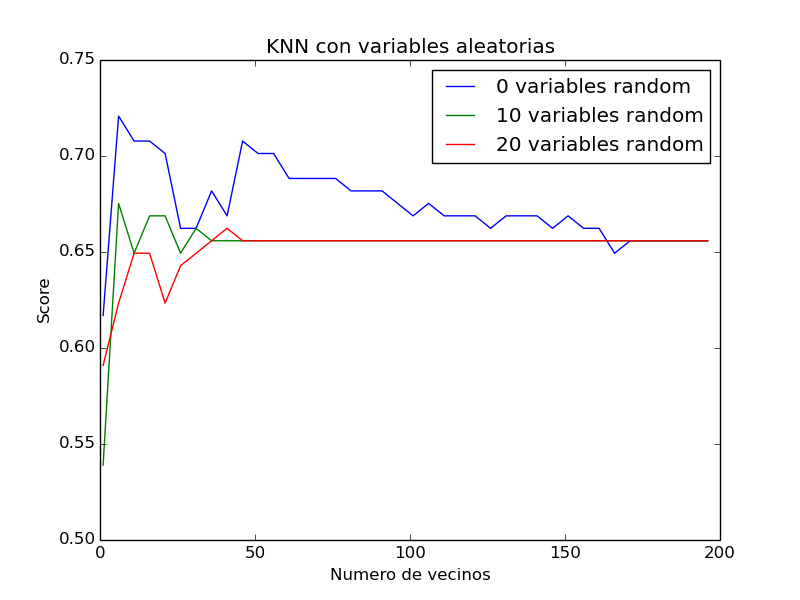 KNN con variables aleatorias
0 variables random
10 variables random
20 variables random
Score
0.75
0.70
0.65
0.60
0.55
0.50
0 50 100 150 200
Numero de vecinos